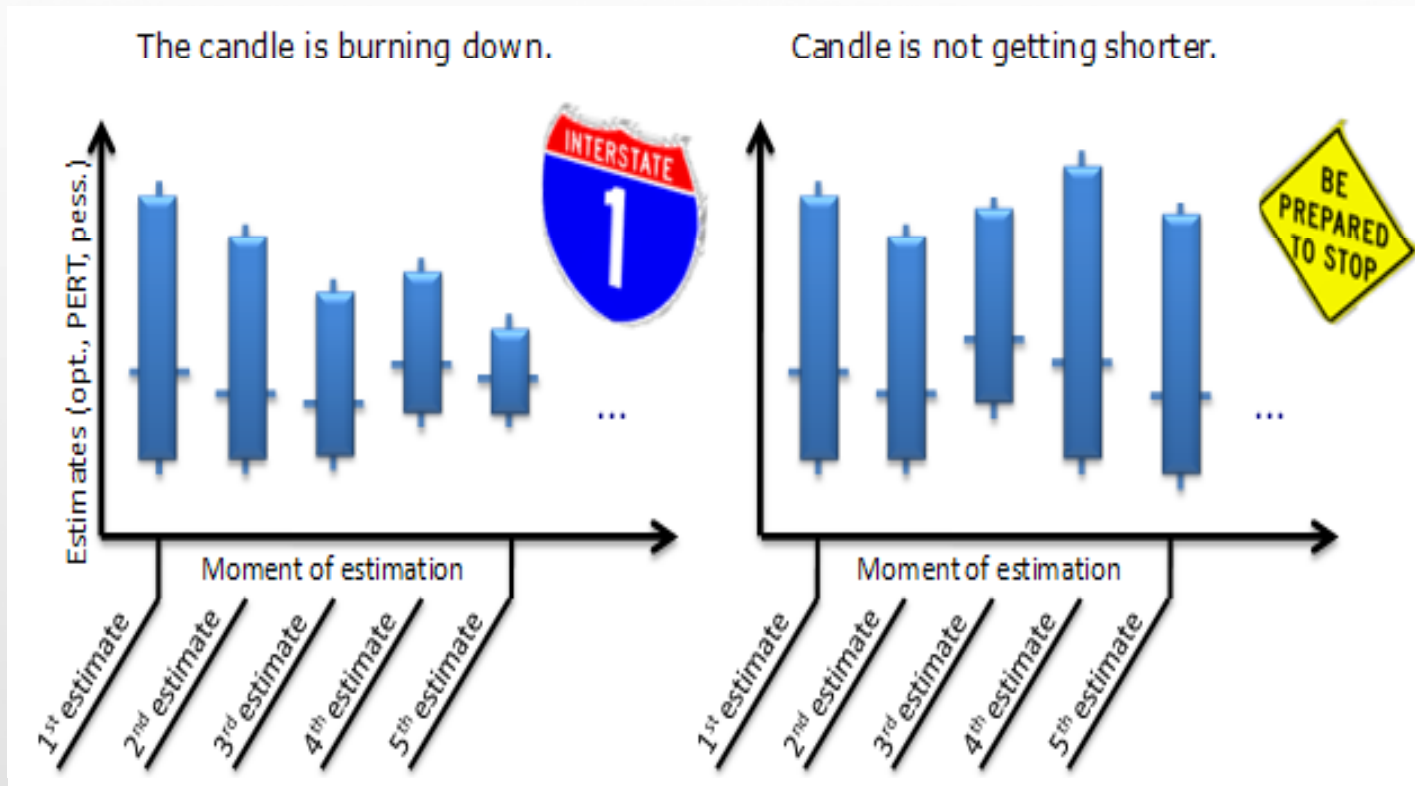 The candle is burning down.
Candle is not getting shorter.
Estimates (opt., PERT, pess.)
INTERSTATE
1
...
Moment of estimation
1st estimate
2nd estimate
3rd estimate
4th estimate
5th estimate
BE
PREPARED
TO STOP
...
Moment of estimation
1st estimate
2nd estimate
3rd estimate
4th estimate
5th estimate